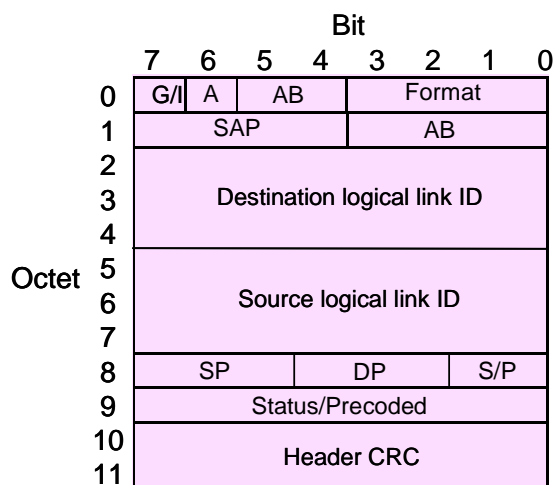 Bit
7 6 5 4 3 2 1 0
0 G/I A AB Format
1 SAP AB
2
3 Destination logical link ID
4
5
Octet 6 Source logical link ID
7
8 SP DP S/P
9 Status/Precoded
10
Header CRC
11